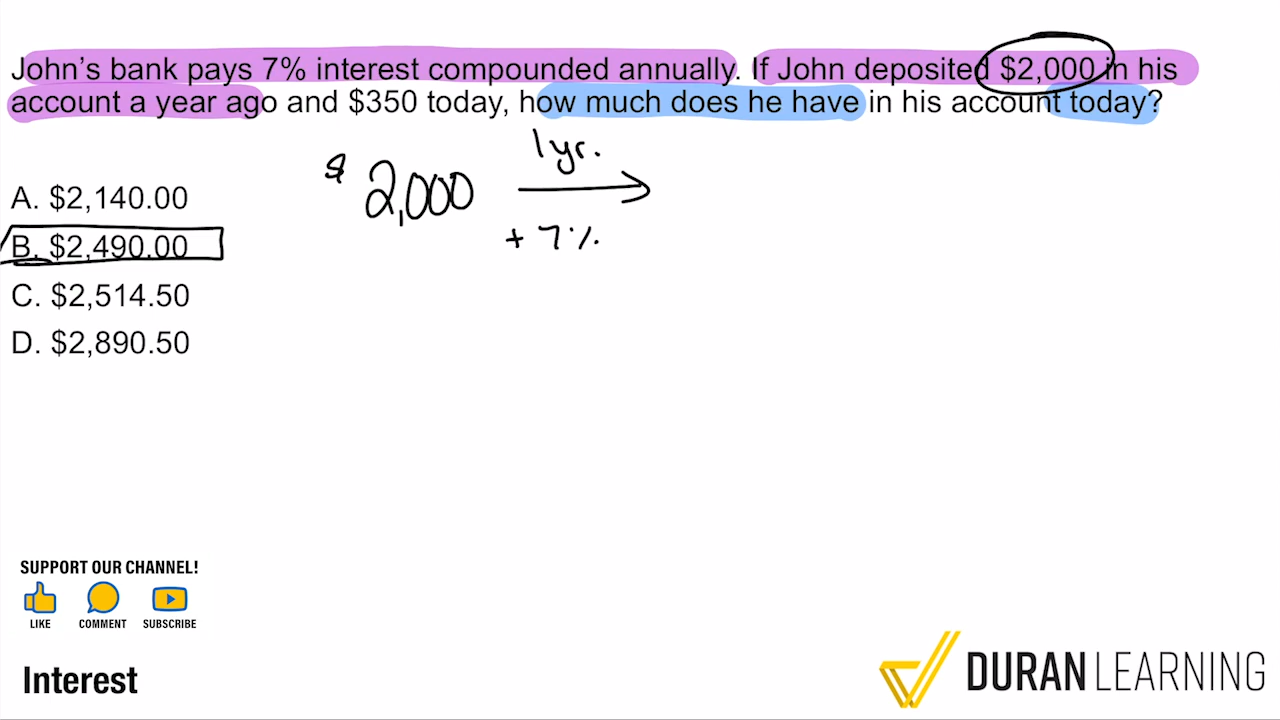 John's bank pays 7% interest compounded annually. If John deposited $2,000 in his
account a year ago and $350 today, how much does he have in his account today?
$ 2,000
1 yr.
+ 7%
A. $2,140.00
B. $2,490.00
C. $2,514.50
D. $2,890.50
SUPPORT OUR CHANNEL!
LIKE COMMENT SUBSCRIBE
Interest
DURAN LEARNING